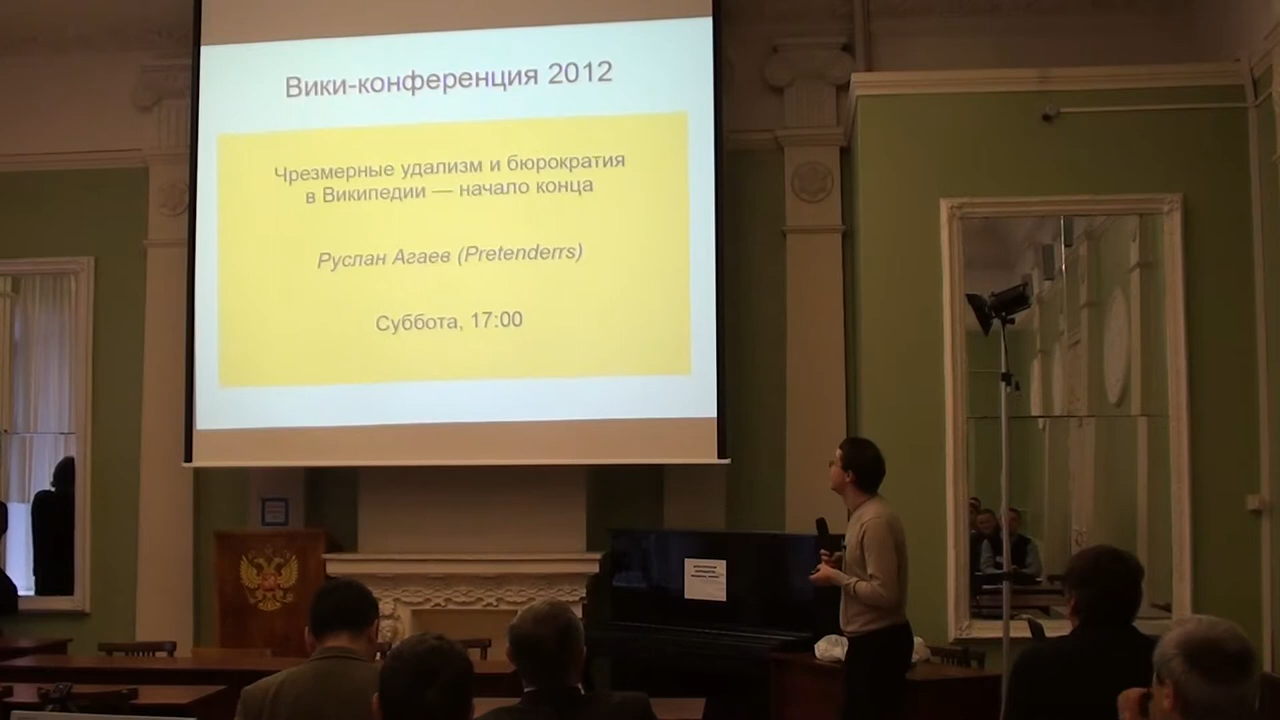 Вики-конференция 2012
Чрезмерные удализм и бюрократия
в Википедии — начало конца
Руслан Агаев (Pretenderrs)
Суббота, 17:00